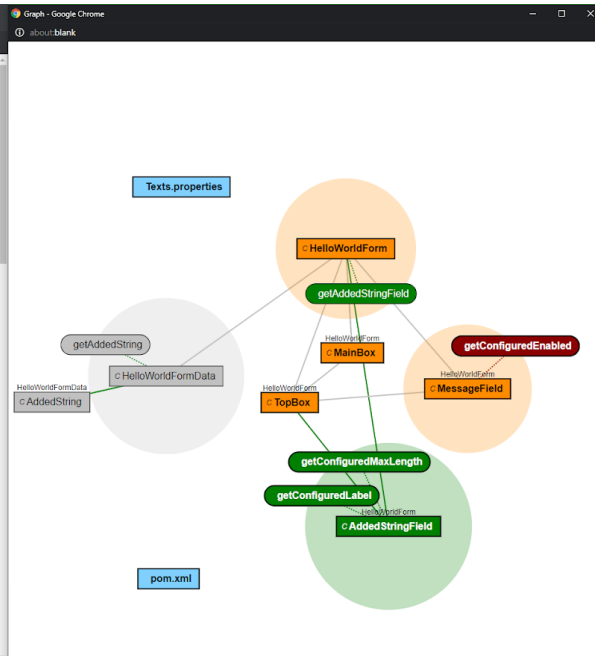 Graph - Google Chrome
about:blank
Texts.properties
C HelloWorldForm
getAddedStringField
getAddedString
HelloWorldForm
C MainBox
getConfiguredEnabled
C HelloWorldFormData
HelloWorldForm
C MessageField
HelloWorldFormData
C AddedString
HelloWorldForm
C TopBox
getConfiguredMaxLength
getConfiguredLabel
HelloWorldForm
C AddedStringField
pom.xml